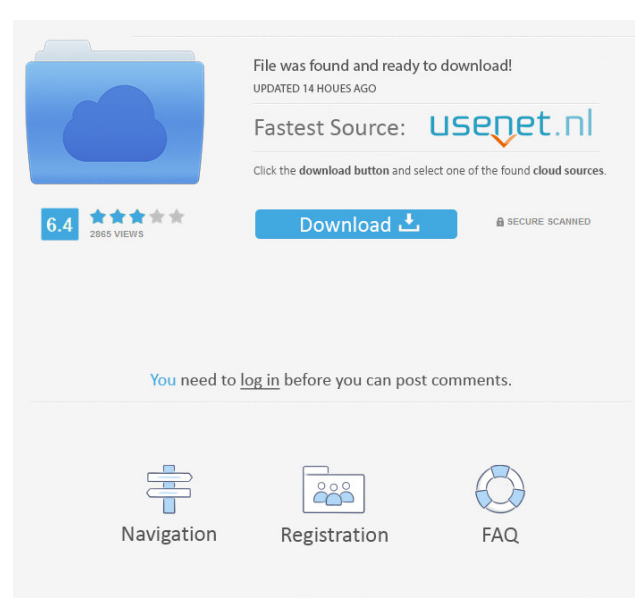 File was found and ready to download!
UPDATED 14 HOUES AGO
Fastest Source: usenet.nl
Click the download button and select one of the found cloud sources.
6.4
2865 VIEWS
Download
SECURE SCANNED
You need to log in before you can post comments.
Navigation
Registration
FAQ